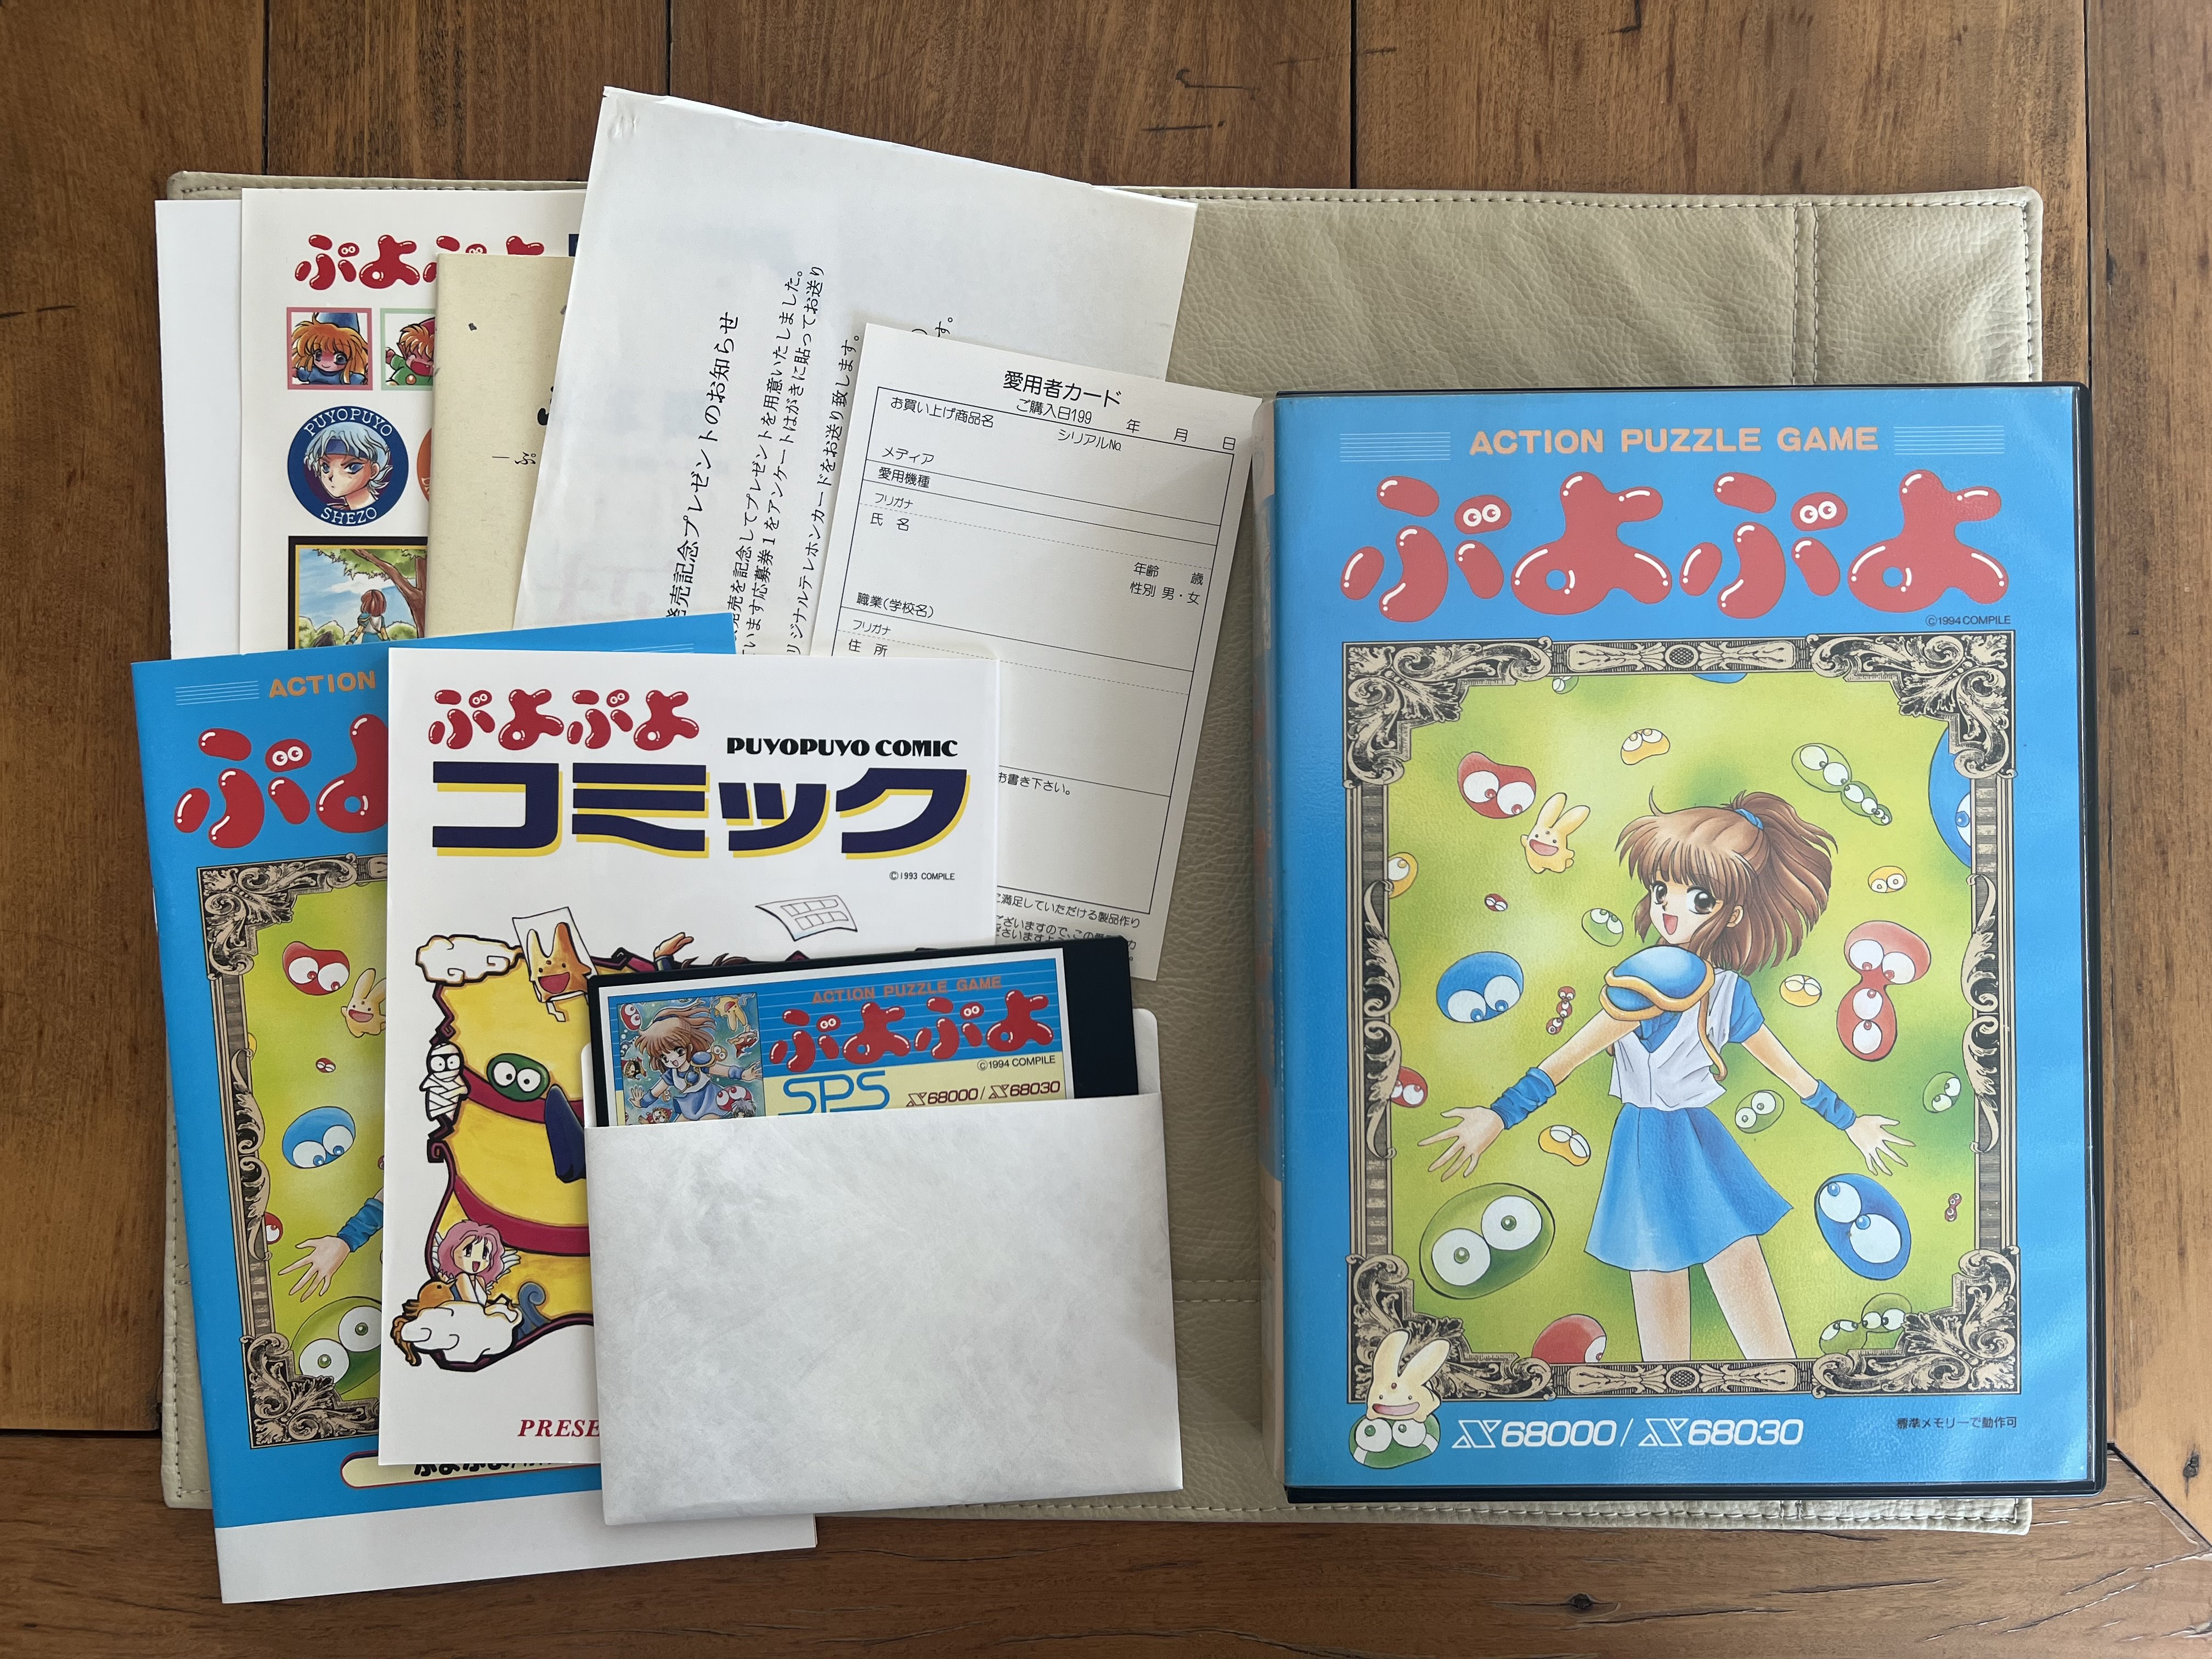 ぷよぷよ
PUYOPUYO
SHEZO
発売記念プレゼントのお知らせ
売を記念してプレゼントを用意いたしました。
います応募券1をアンケートはがきに貼ってお送り
リジナルテレホンカードをお送り致します。
す。
愛用者カード
ご購入日199 年 月 日
お買い上げ商品名
シリアルNo.
メディア
愛用機種
フリガナ
氏 名
年齢 歳
性別 男・女
職業(学校名)
フリガナ
住 所
お書き下さい。
満足していただける製品作り
ございますので、この
ACTION
ぷよ
ぷよぷよ
PUYOPUYO COMIC
コミック
©1993 COMPILE
PRESE
ACTION PUZZLE GAME
ぷよぷよ
©1994 COMPILE
SPS
X68000/X68030
ACTION PUZZLE GAME
ぷよぷよ
©1994 COMPILE
X68000/X68030
標準メモリーで動作可